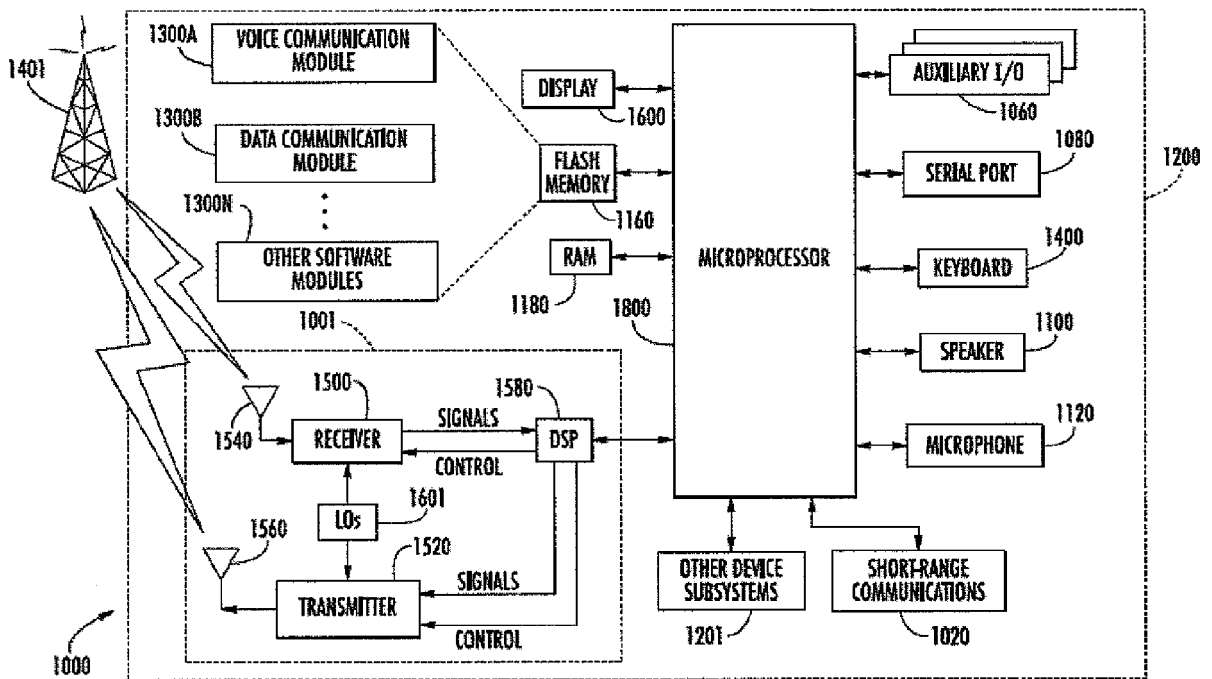 1300A
VOICE COMMUNICATION
MODULE
1401
1300B
DATA COMMUNICATION
MODULE
1300N
OTHER SOFTWARE
MODULES
DISPLAY
1600
FLASH
MEMORY
1160
RAM
1180
MICROPROCESSOR
1800
AUXILIARY I/O
1060
SERIAL PORT
1080
1200
KEYBOARD
1400
SPEAKER
1100
MICROPHONE
1120
1001
1540
1500
RECEIVER
SIGNALS
CONTROL
1580
DSP
LOs
1601
1560
1520
TRANSMITTER
SIGNALS
CONTROL
OTHER DEVICE
SUBSYSTEMS
1201
SHORT-RANGE
COMMUNICATIONS
1020
1000